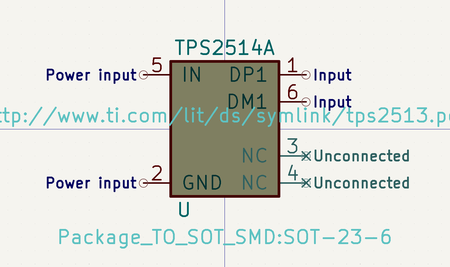 TPS2514A
Power input 5 IN DP1 1 Input
DM1 6 Input
ttp://www.ti.com/lit/ds/symlink/tps2513.p
NC 3 Unconnected
Power input 2 GND NC 4 Unconnected
U
Package_TO_SOT_SMD:SOT-23-6